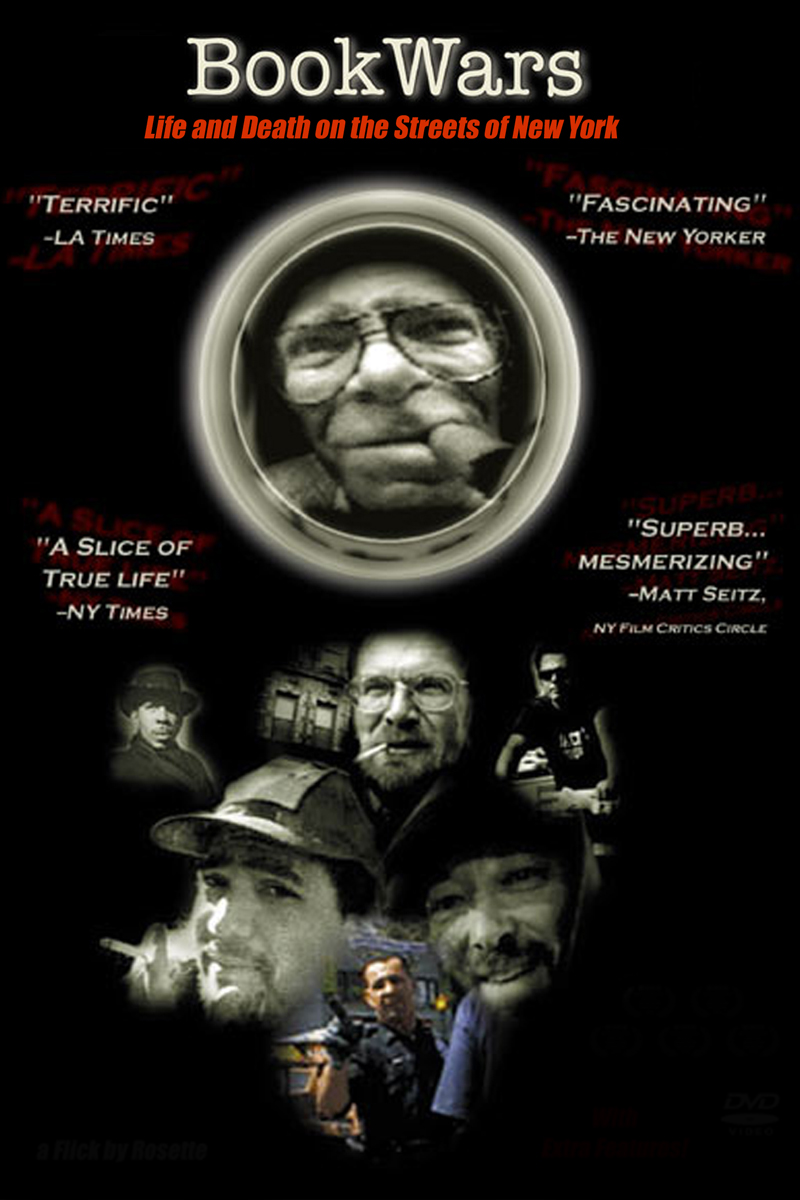 BookWars
Life and Death on the Streets of New York
"TERRIFIC"
-LA TIMES
"FASCINATING"
-THE NEW YORKER
"A SLICE OF
TRUE LIFE"
-NY TIMES
"SUPERB...
MESMERIZING"
-MATT SEITZ,
NY FILM CRITICS CIRCLE
a Flick by Rosette
DVD
VIDEO